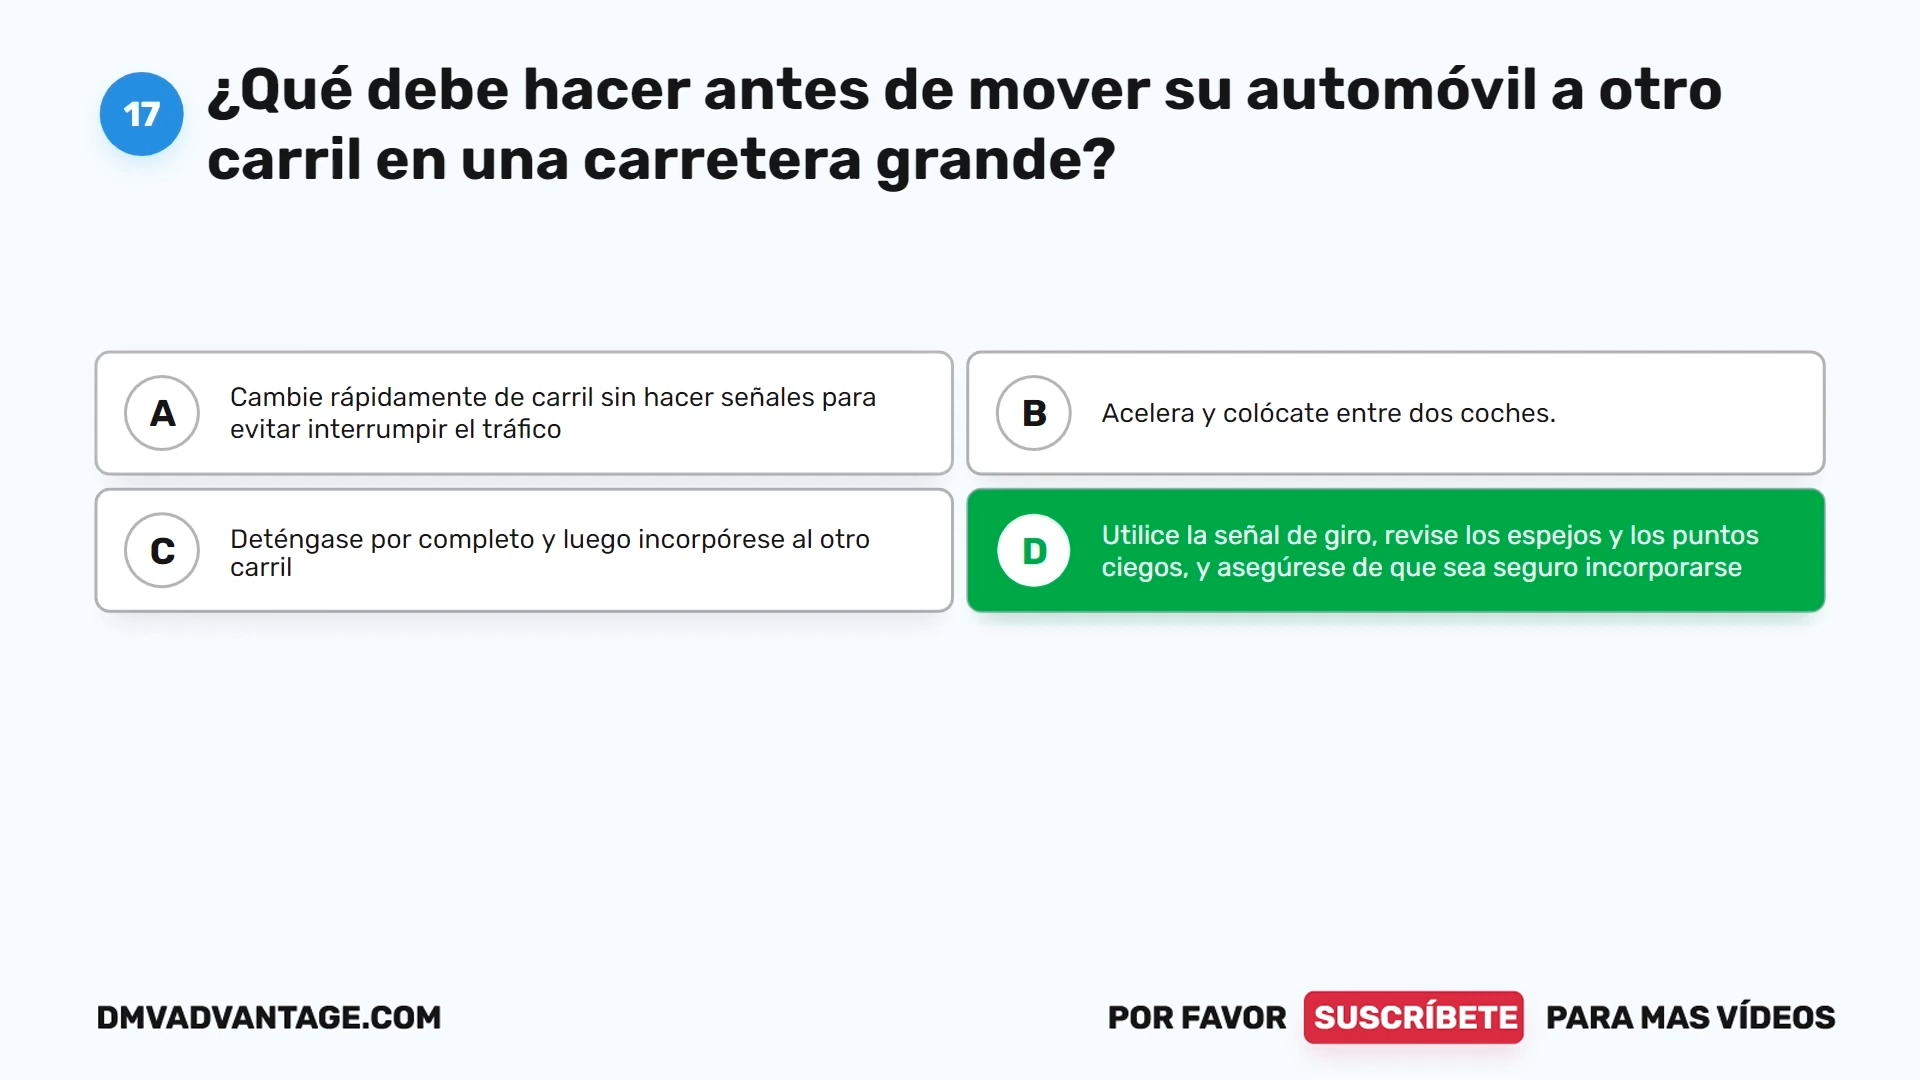 17
¿Qué debe hacer antes de mover su automóvil a otro
carril en una carretera grande?
A
Cambie rápidamente de carril sin hacer señales para
evitar interrumpir el tráfico
B
Acelera y colócate entre dos coches.
C
Deténgase por completo y luego incorpórese al otro
carril
D
Utilice la señal de giro, revise los espejos y los puntos
ciegos, y asegúrese de que sea seguro incorporarse
DMVADVANTAGE.COM
POR FAVOR SUSCRÍBETE PARA MAS VÍDEOS